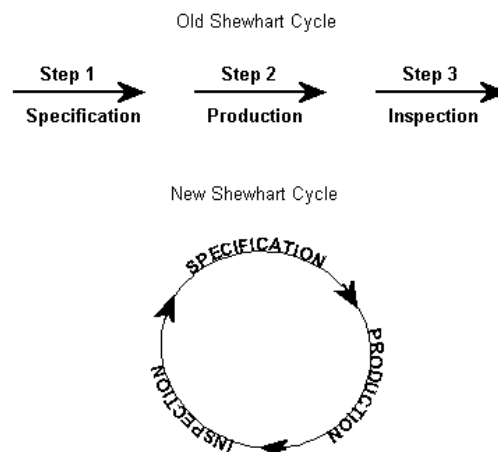 Old Shewhart Cycle
Step 1 Step 2 Step 3
Specification Production Inspection
New Shewhart Cycle
SPECIFICATION
PRODUCTION
INSPECTION